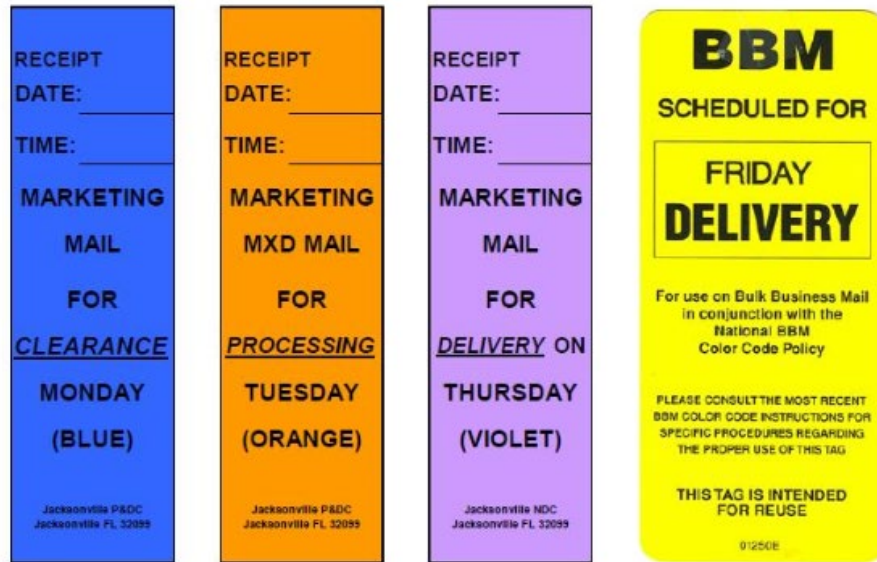 RECEIPT
DATE:
TIME:
MARKETING
MAIL
FOR
CLEARANCE
MONDAY
(BLUE)
Jacksonville P&DC
Jacksonville FL 32099
RECEIPT
DATE:
TIME:
MARKETING
MXD MAIL
FOR
PROCESSING
TUESDAY
(ORANGE)
Jacksonville P&DC
Jacksonville FL 32099
RECEIPT
DATE:
TIME:
MARKETING
MAIL
FOR
DELIVERY ON
THURSDAY
(VIOLET)
Jacksonville NDC
Jacksonville FL 32099
BBM
SCHEDULED FOR
FRIDAY
DELIVERY
For use on Bulk Business Mail
in conjunction with the
National BBM
Color Code Policy
PLEASE CONSULT THE MOST RECENT
BBM COLOR CODE INSTRUCTIONS FOR
SPECIFIC PROCEDURES REGARDING
THE PROPER USE OF THIS TAG
THIS TAG IS INTENDED
FOR REUSE
01250E